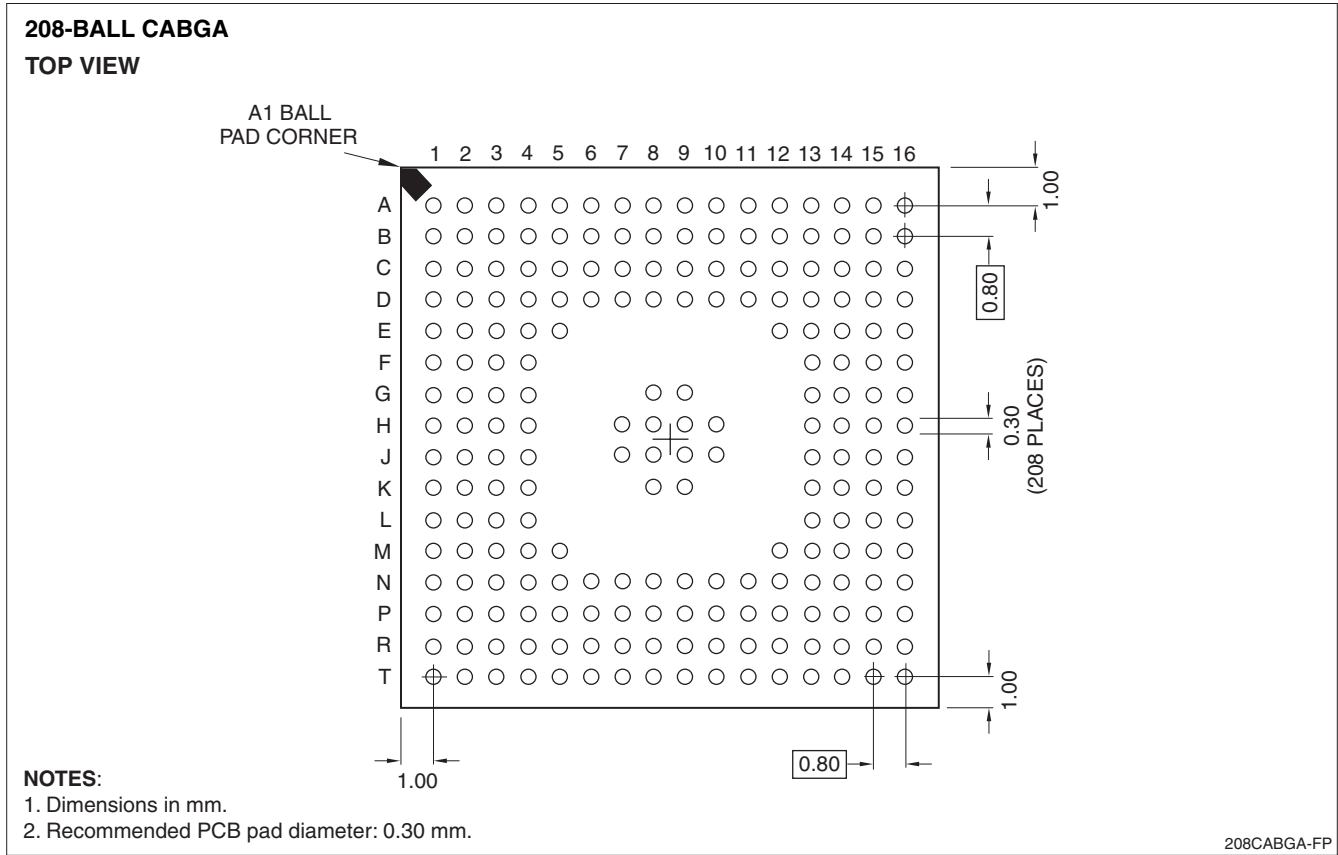 208-BALL CABGA
TOP VIEW
A1 BALL
PAD CORNER
1 2 3 4 5 6 7 8 9 10 11 12 13 14 15 16
A
B
C
D
E
F
G
H
J
K
L
M
N
P
R
T
1.00
0.80
0.30
(208 PLACES)
1.00
0.80
1.00
NOTES:
1. Dimensions in mm.
2. Recommended PCB pad diameter: 0.30 mm.
208CABGA-FP